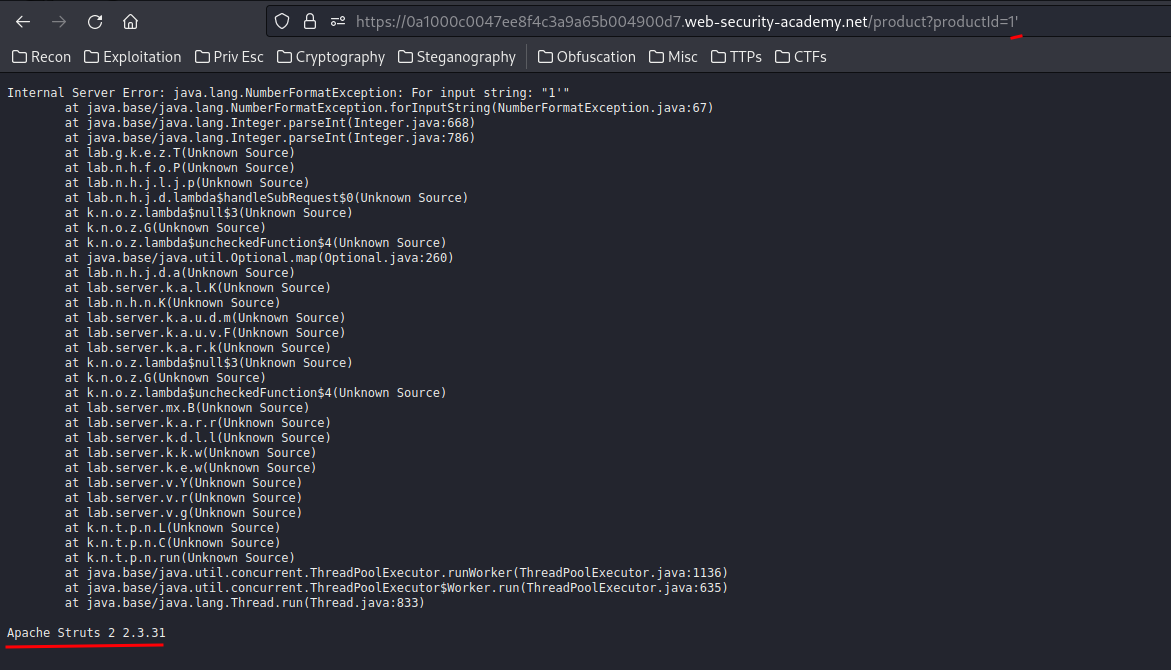 https://0a1000c0047ee8f4c3a9a65b004900d7.web-security-academy.net/product?productId=1'
Recon Exploitation Priv Esc Cryptography Steganography Obfuscation Misc TTPs CTFs
Internal Server Error: java.lang.NumberFormatException: For input string: "1'"
at java.base/java.lang.NumberFormatException.forInputString(NumberFormatException.java:67)
at java.base/java.lang.Integer.parseInt(Integer.java:668)
at java.base/java.lang.Integer.parseInt(Integer.java:786)
at lab.g.k.e.z.T(Unknown Source)
at lab.n.h.f.o.P(Unknown Source)
at lab.n.h.j.l.j.p(Unknown Source)
at lab.n.h.j.d.lambda$handleSubRequest$0(Unknown Source)
at k.n.o.z.lambda$null$3(Unknown Source)
at k.n.o.z.G(Unknown Source)
at k.n.o.z.lambda$uncheckedFunction$4(Unknown Source)
at java.base/java.util.Optional.map(Optional.java:260)
at lab.n.h.j.d.a(Unknown Source)
at lab.server.k.a.l.K(Unknown Source)
at lab.n.h.n.K(Unknown Source)
at lab.server.k.a.u.d.m(Unknown Source)
at lab.server.k.a.u.v.F(Unknown Source)
at lab.server.k.a.r.k(Unknown Source)
at k.n.o.z.lambda$null$3(Unknown Source)
at k.n.o.z.G(Unknown Source)
at k.n.o.z.lambda$uncheckedFunction$4(Unknown Source)
at lab.server.mx.B(Unknown Source)
at lab.server.k.a.r.r(Unknown Source)
at lab.server.k.d.l.l(Unknown Source)
at lab.server.k.k.w(Unknown Source)
at lab.server.k.e.w(Unknown Source)
at lab.server.v.Y(Unknown Source)
at lab.server.v.r(Unknown Source)
at lab.server.v.g(Unknown Source)
at k.n.t.p.n.L(Unknown Source)
at k.n.t.p.n.C(Unknown Source)
at k.n.t.p.n.run(Unknown Source)
at java.base/java.util.concurrent.ThreadPoolExecutor.runWorker(ThreadPoolExecutor.java:1136)
at java.base/java.util.concurrent.ThreadPoolExecutor$Worker.run(ThreadPoolExecutor.java:635)
at java.base/java.lang.Thread.run(Thread.java:833)
Apache Struts 2 2.3.31